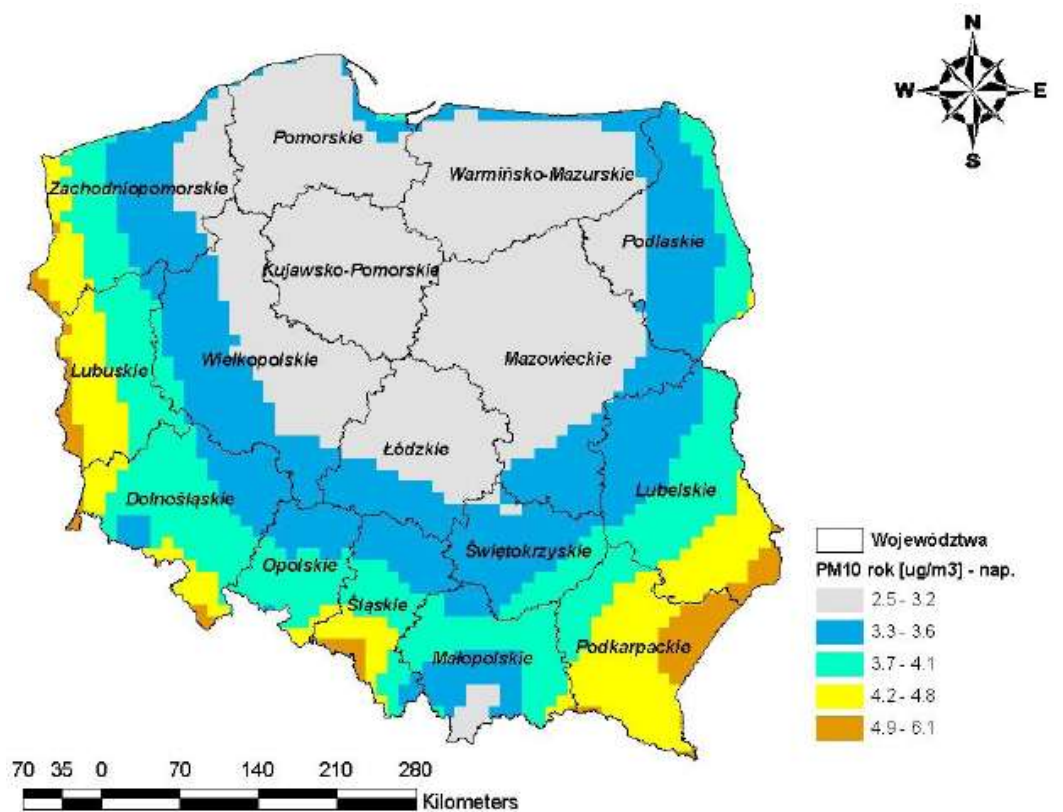 N
W E
S
Pomorskie
Warmińsko-Mazurskie
Zachodniopomorskie
Podlaskie
Kujawsko-Pomorskie
Wielkopolskie
Mazowieckie
Lubuskie
Łódzkie
Dolnośląskie
Lubelskie
Świętokrzyskie
Opolskie
Śląskie
Podkarpackie
Małopolskie
Województwa
PM10 rok [ug/m3] - nap.
2.5 - 3.2
3.3 - 3.6
3.7 - 4.1
4.2 - 4.8
4.9 - 6.1
70 35 0 70 140 210 280
Kilometers